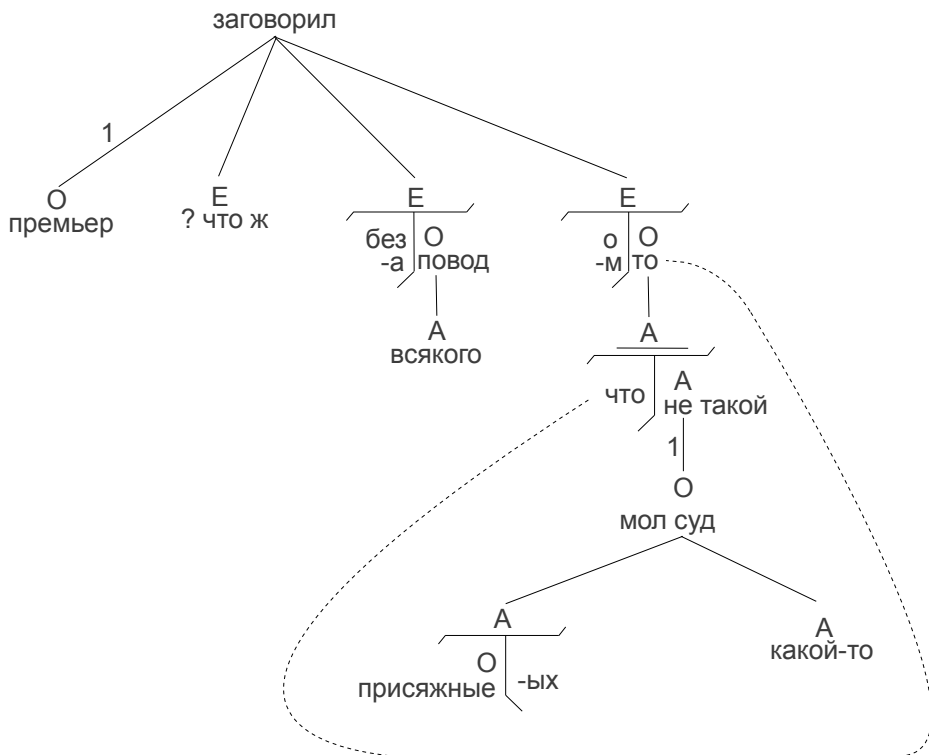 заговорил
1
О
премьер
Е
? что ж
Е
без О
-а повод
А
всякого
Е
о О
-м то
А
что А
не такой
1
О
мол суд
А
О
присяжные -ых
А
какой-то